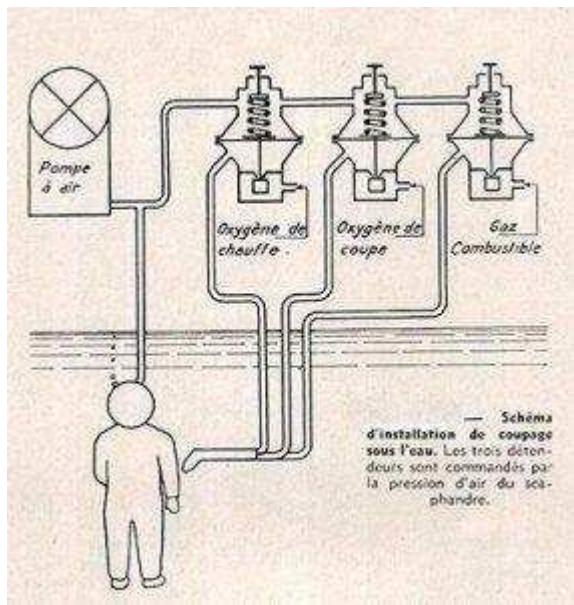 Pompe
à air
Oxygène de
chauffe.
Oxygène de
coupe
Gaz
Combustible
— Schéma
d'installation de coupage
sous l'eau. Les trois déten-
deurs sont commandés par
la pression d'air du sca-
phandre.